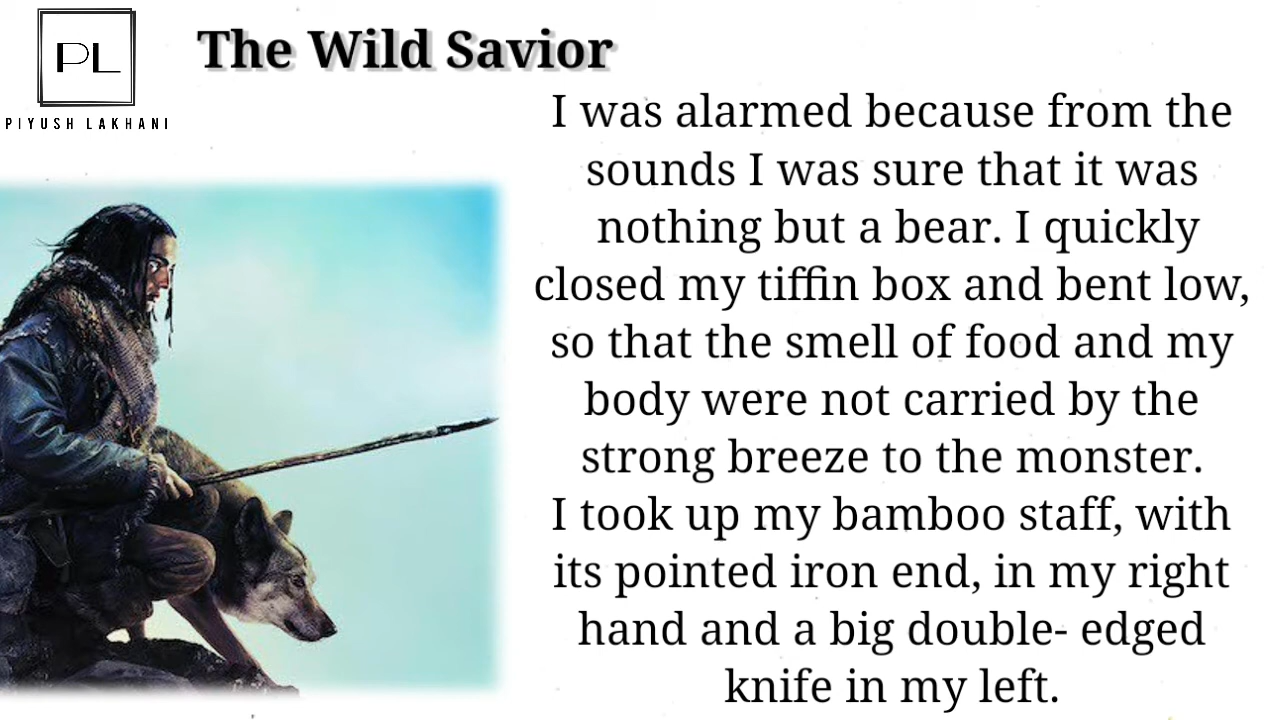 PL
PIYUSH LAKHANI
The Wild Savior
I was alarmed because from the
sounds I was sure that it was
nothing but a bear. I quickly
closed my tiffin box and bent low,
so that the smell of food and my
body were not carried by the
strong breeze to the monster.
I took up my bamboo staff, with
its pointed iron end, in my right
hand and a big double- edged
knife in my left.